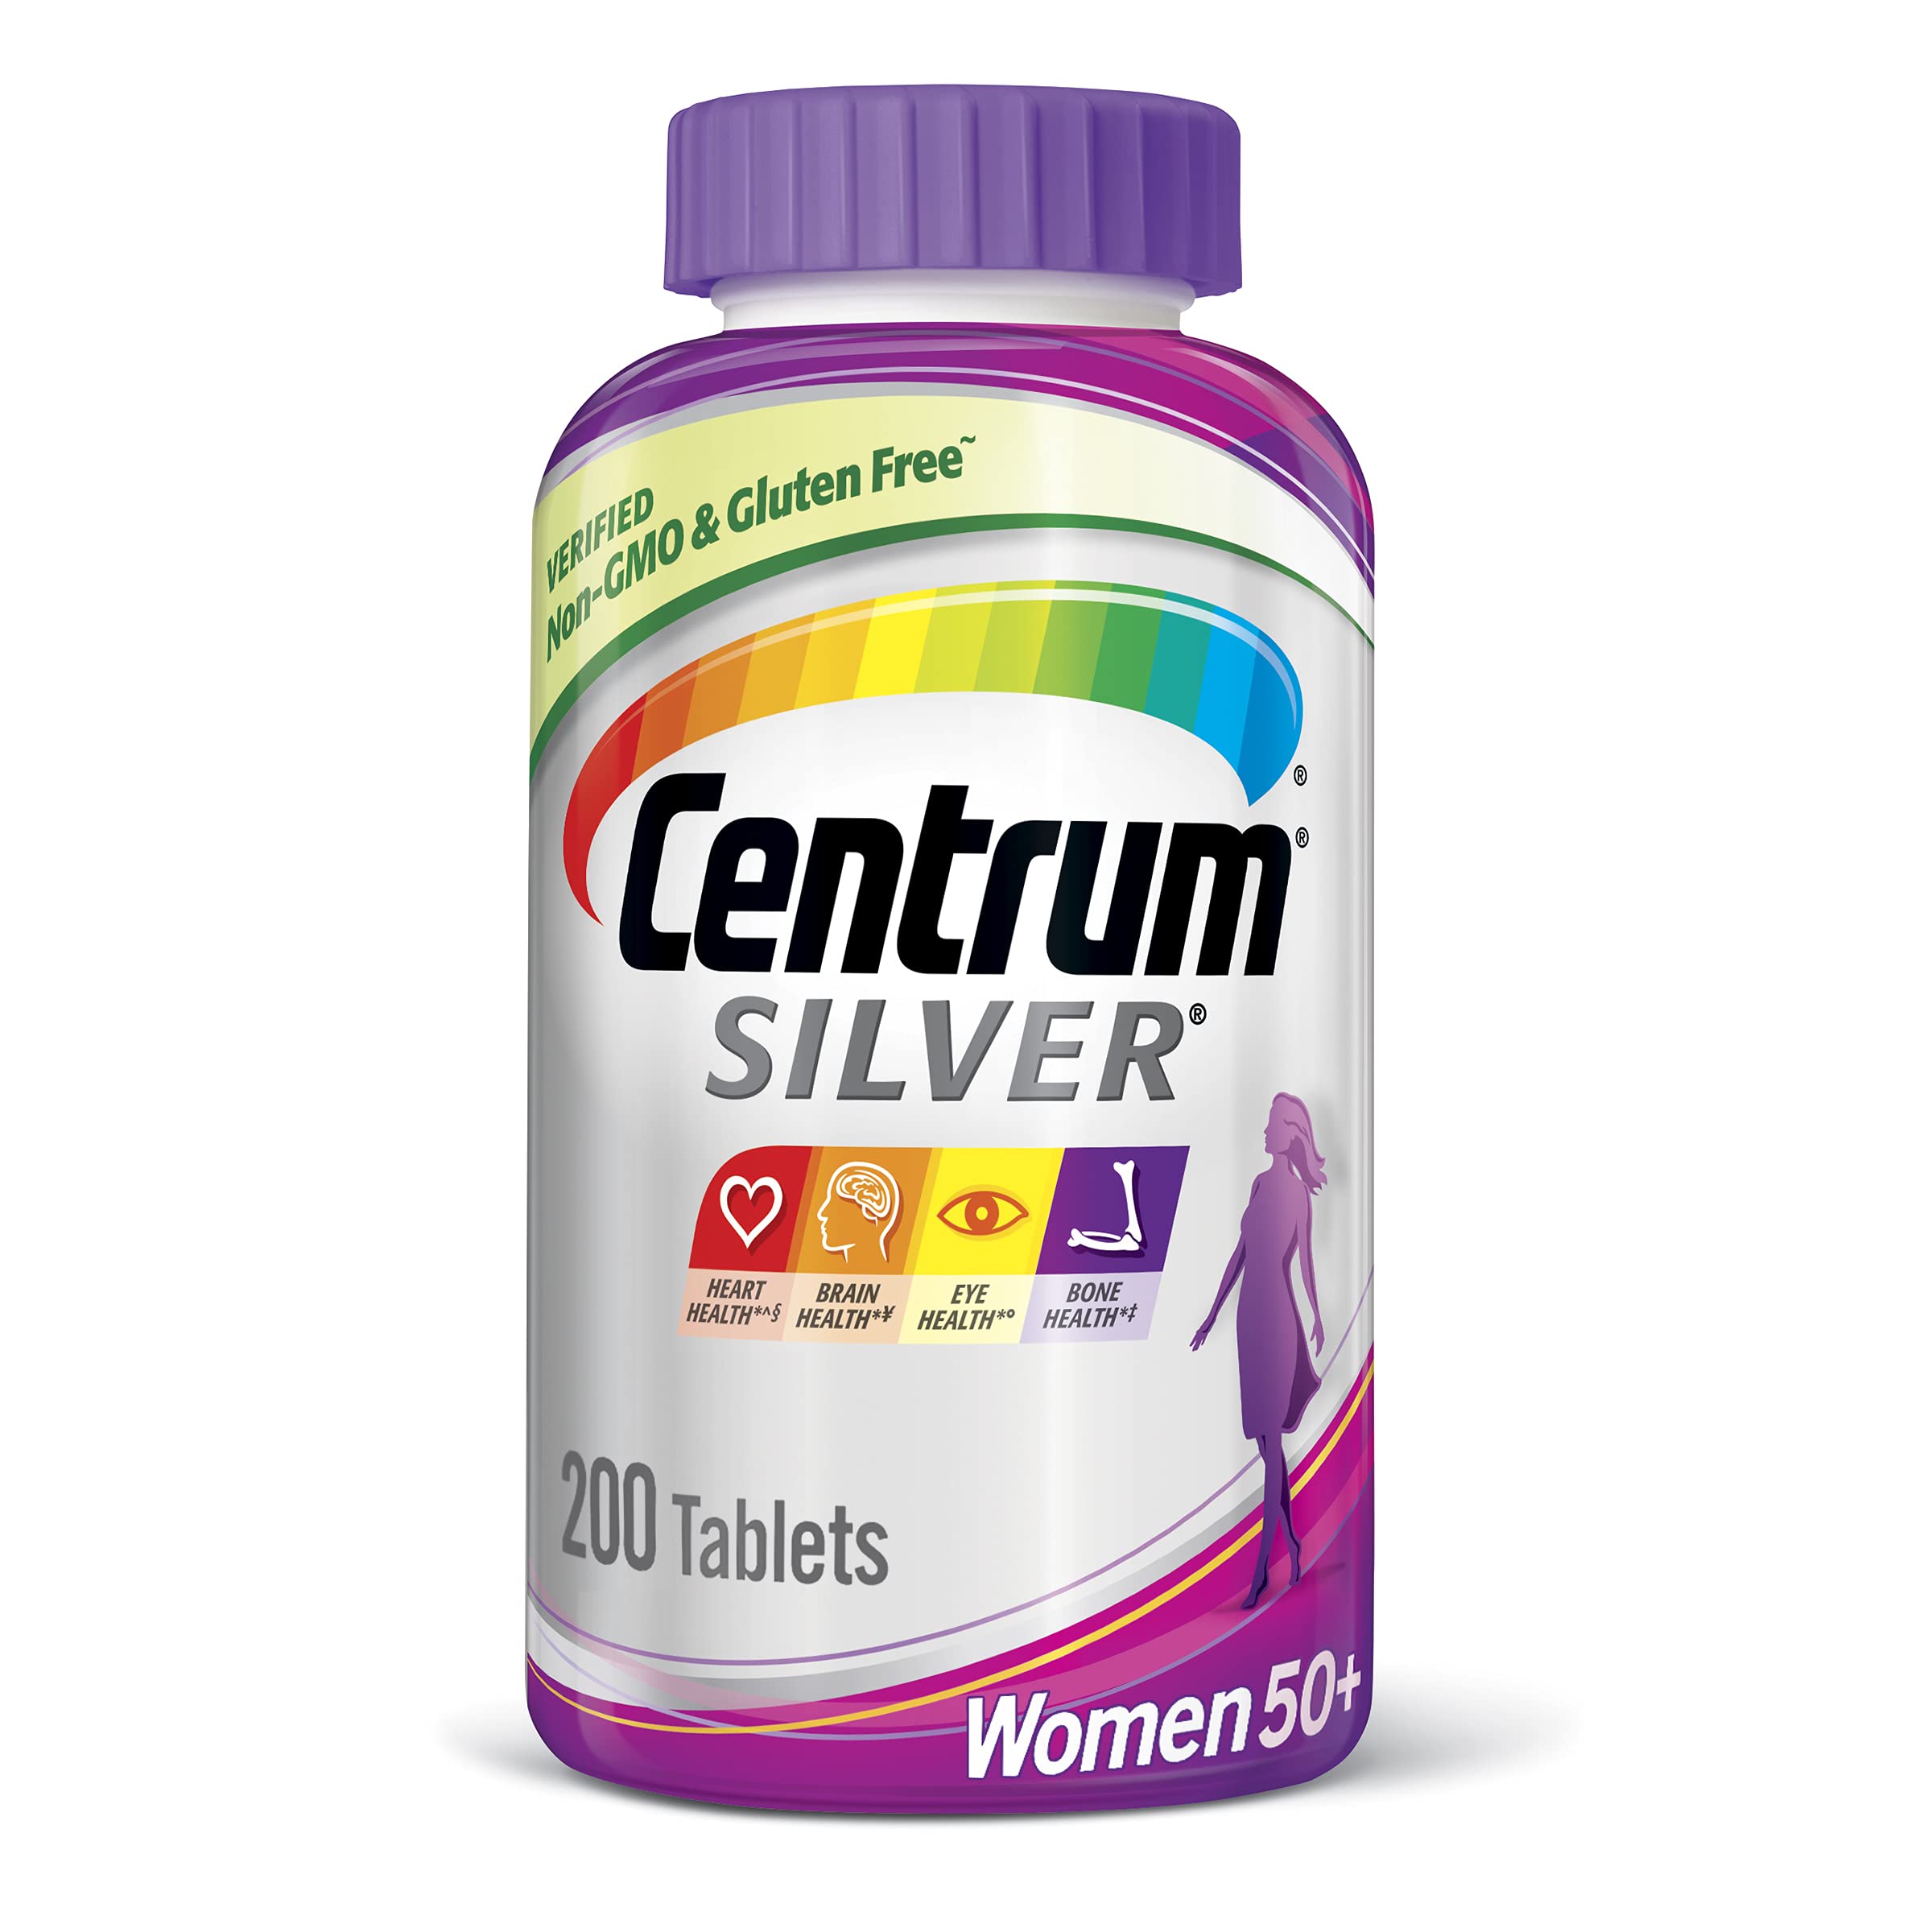 VERIFIED
Non-GMO & Gluten Free~
Centrum®
®
SILVER®
HEART
HEALTH*^§
BRAIN
HEALTH*¥
EYE
HEALTH*°
BONE
HEALTH*‡
200 Tablets
Women 50+